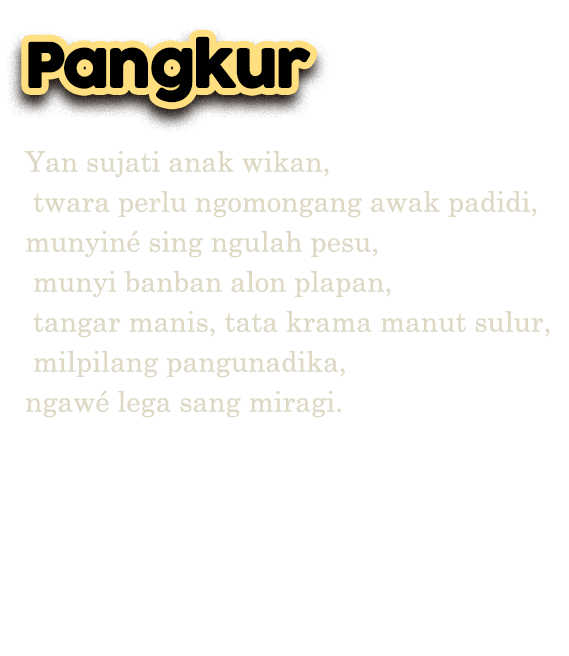 Pangkur
Yan sujati anak wikan,
twara perlu ngomongang awak padidi,
munyiné sing ngulah pesu,
munyi banban alon plapan,
tangar manis, tata krama manut sulur,
milpilang pangunadika,
ngawé lega sang miragi.